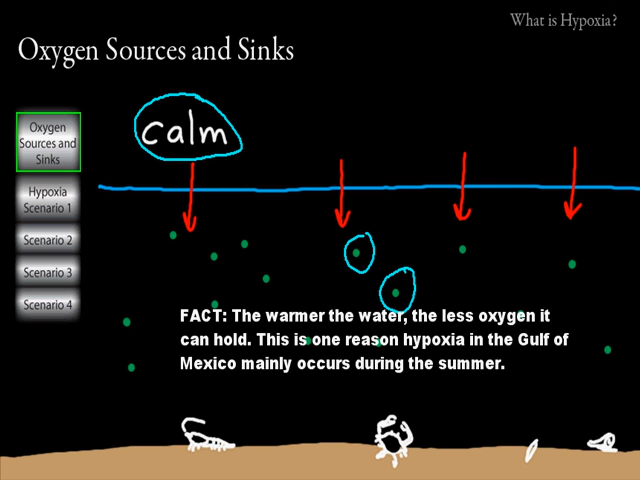 What is Hypoxia?
Oxygen Sources and Sinks
Oxygen
Sources and
Sinks
Hypoxia
Scenario 1
Scenario 2
Scenario 3
Scenario 4
calm
FACT: The warmer the water, the less oxygen it
can hold. This is one reason hypoxia in the Gulf of
Mexico mainly occurs during the summer.